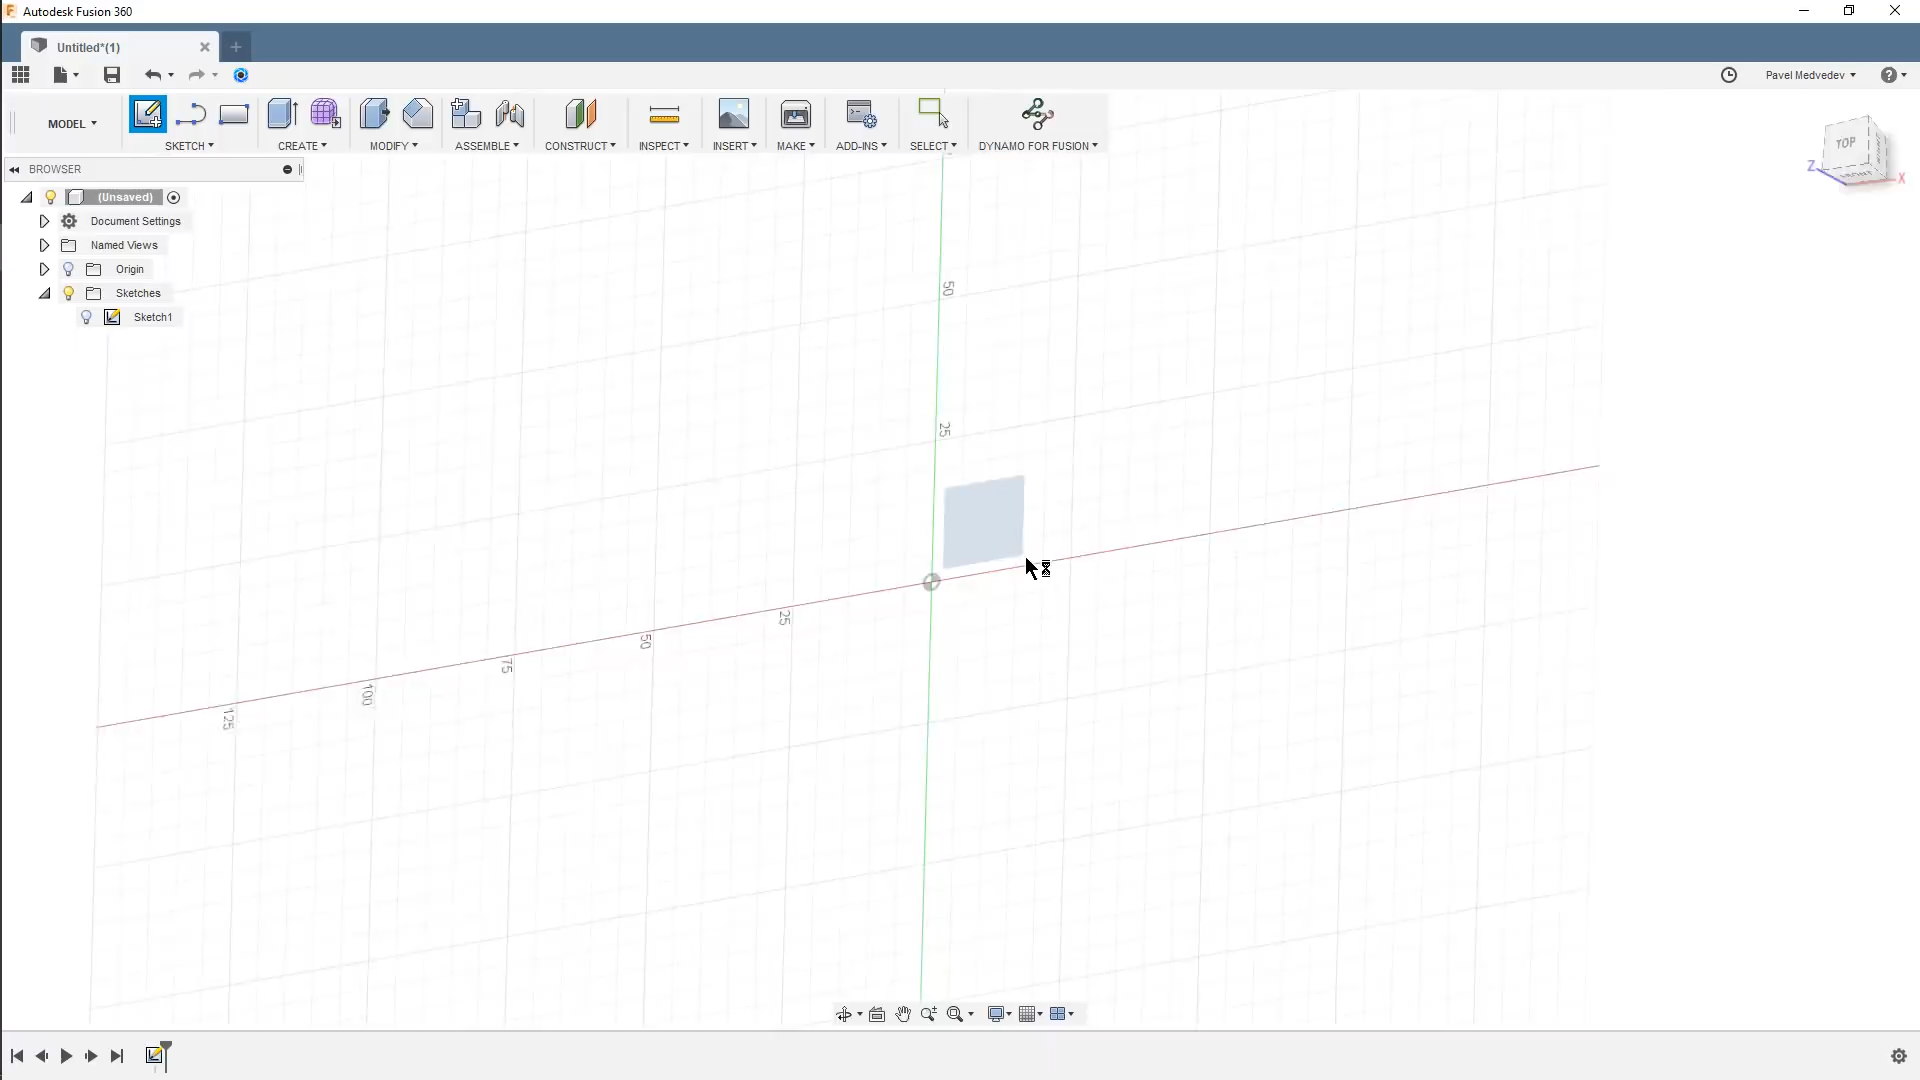 Autodesk Fusion 360
Untitled*(1)
Pavel Medvedev
MODEL
SKETCH
CREATE
MODIFY
ASSEMBLE
CONSTRUCT
INSPECT
INSERT
MAKE
ADD-INS
SELECT
DYNAMO FOR FUSION
BROWSER
(Unsaved)
Document Settings
Named Views
Origin
Sketches
Sketch1
TOP
FRONT
Z
X
50
25
25
50
75
100
125